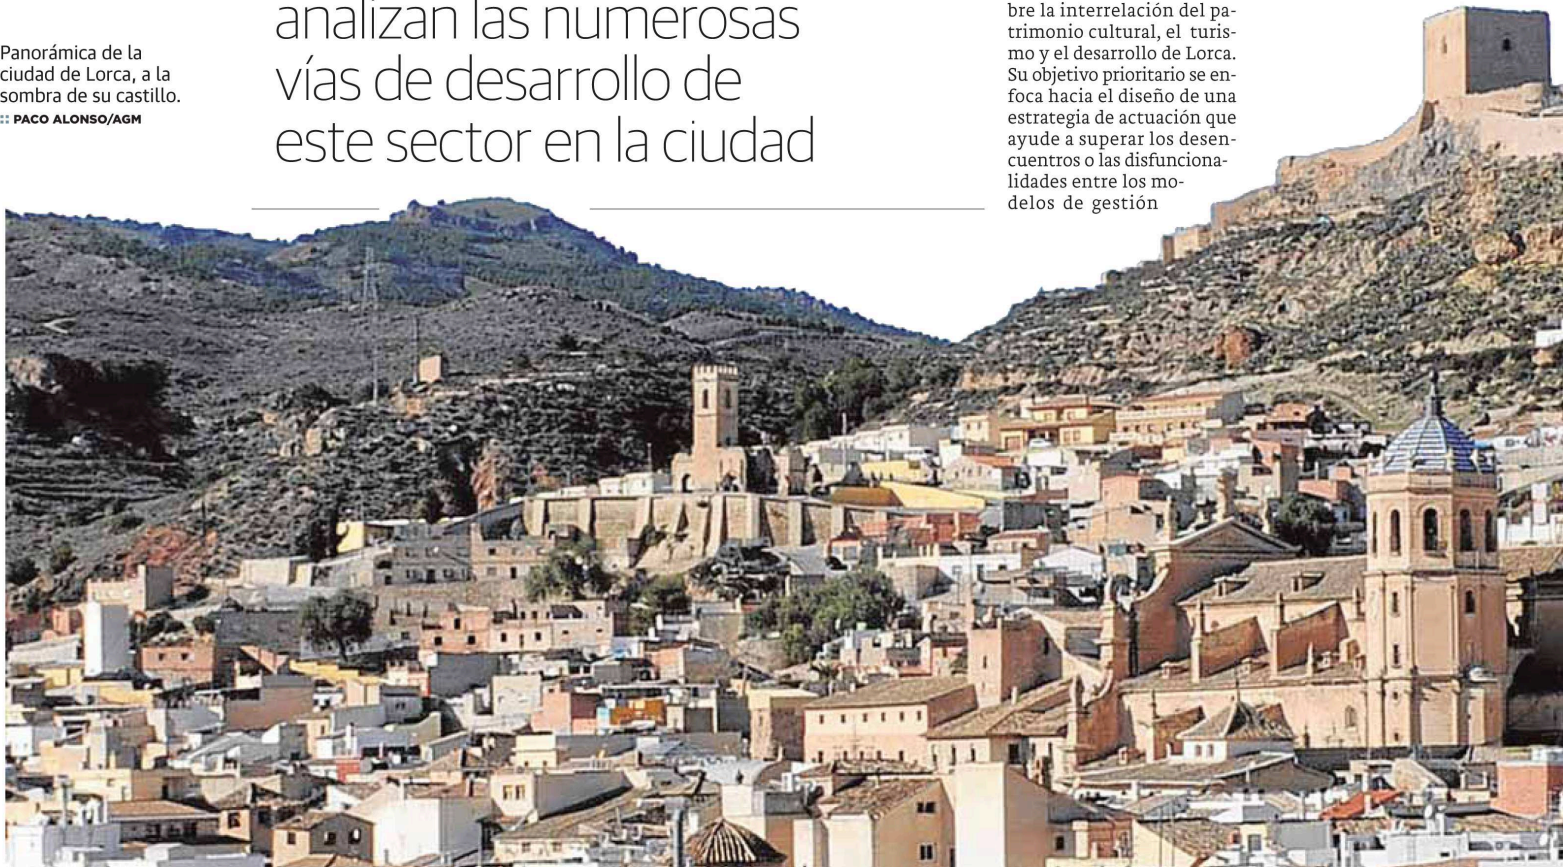 Panorámica de la
ciudad de Lorca, a la
sombra de su castillo.
:: PACO ALONSO/AGM
analizan las numerosas
vías de desarrollo de
este sector en la ciudad
bre la interrelación del pa-
trimonio cultural, el turis-
mo y el desarrollo de Lorca.
Su objetivo prioritario se en-
foca hacia el diseño de una
estrategia de actuación que
ayude a superar los desen-
cuentros o las disfunciona-
lidades entre los mo-
delos de gestión